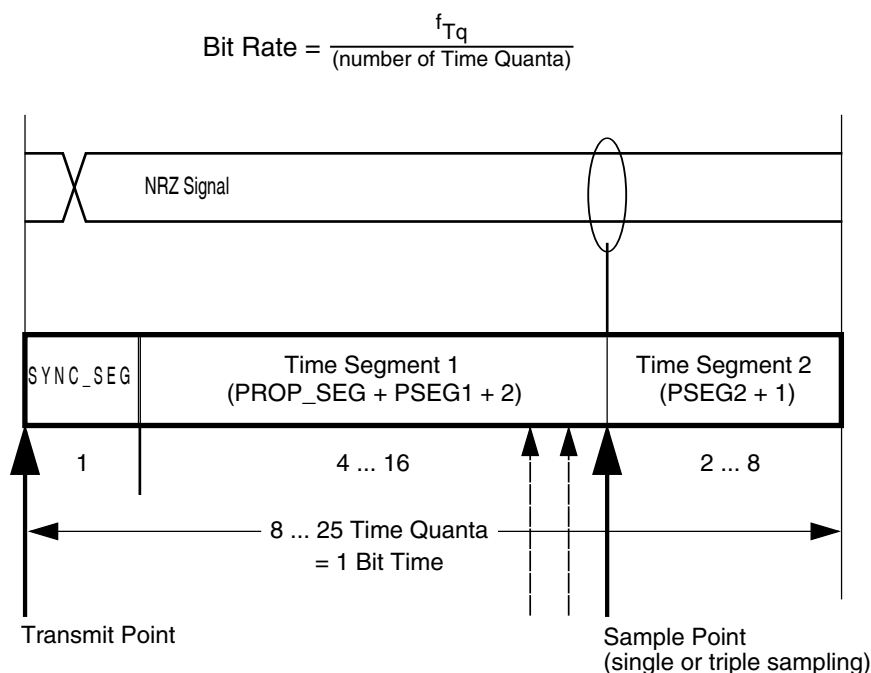 Bit Rate = fTq
(number of Time Quanta)
NRZ Signal
SYNC_SEG
Time Segment 1
(PROP_SEG + PSEG1 + 2)
Time Segment 2
(PSEG2 + 1)
1
4 ... 16
2 ... 8
8 ... 25 Time Quanta
= 1 Bit Time
Transmit Point
Sample Point
(single or triple sampling)